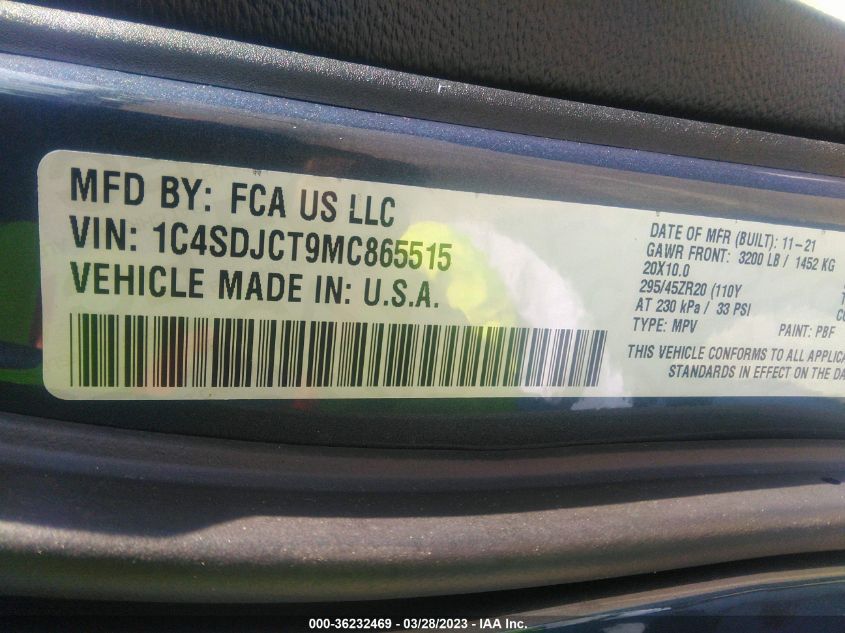 MFD BY: FCA US LLC
VIN: 1C4SDJCT9MC865515
VEHICLE MADE IN: U.S.A.
DATE OF MFR (BUILT): 11-21
GAWR FRONT: 3200 LB / 1452 KG
20X10.0
295/45ZR20 (110Y
AT 230 kPa / 33 PSI
TYPE: MPV PAINT: PBF
THIS VEHICLE CONFORMS TO ALL APPLICA
STANDARDS IN EFFECT ON THE DA
000-36232469 - 03/28/2023 - © IAA Inc.